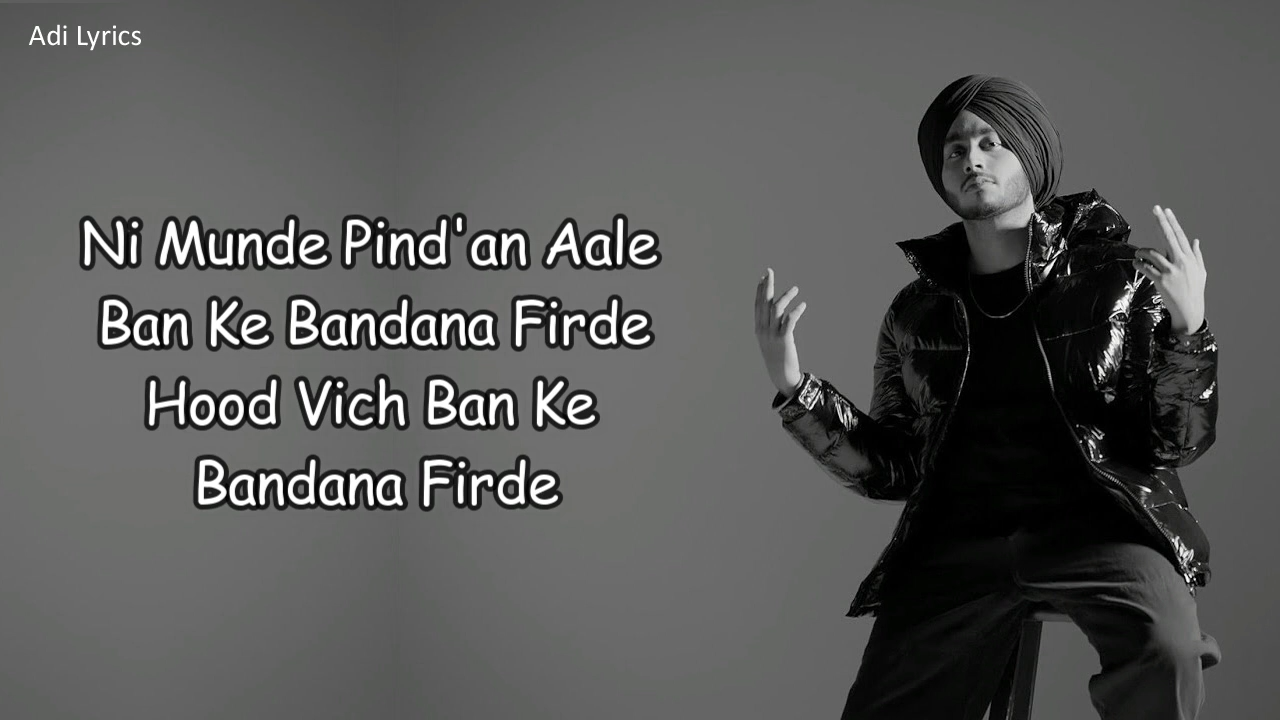 Adi Lyrics
Ni Munde Pind'an Aale
Ban Ke Bandana Firde
Hood Vich Ban Ke
Bandana Firde